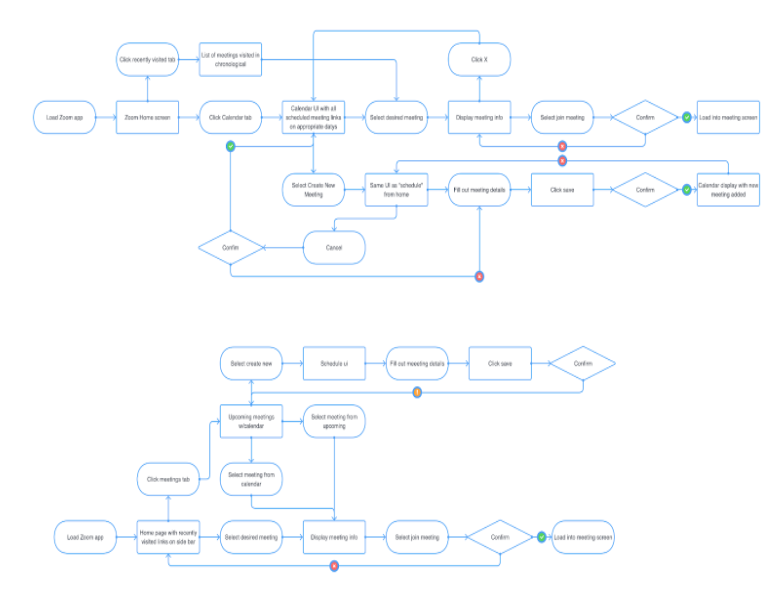 Click X
Click recently visited tab
List of meetings visited in
chronological
Load Zoom app
Zoom Home screen
Click Calendar tab
Calendar UI with all
scheduled meeting links
on appropriate dalys
Select desired meeting
Display meeting info
Select join meeting
Confirm
Load into meeting screen
Select Create New
Meeting
Same UI as "schedule"
from home
Fill out meeting details
Click save
Confirm
Calendar display with new
meeting added
Confirm
Cancel
Select create new
Schedule ui
Fill out meeeting details
Click save
Confirm
Upcoming meetings
w/calendar
Select meeting from
upcoming
Click meetings tab
Select meeting from
calendar
Load Zoom app
Home page with recently
visited links on side bar
Select desired meeting
Display meeting info
Select join meeting
Confirm
Load into meeting screen